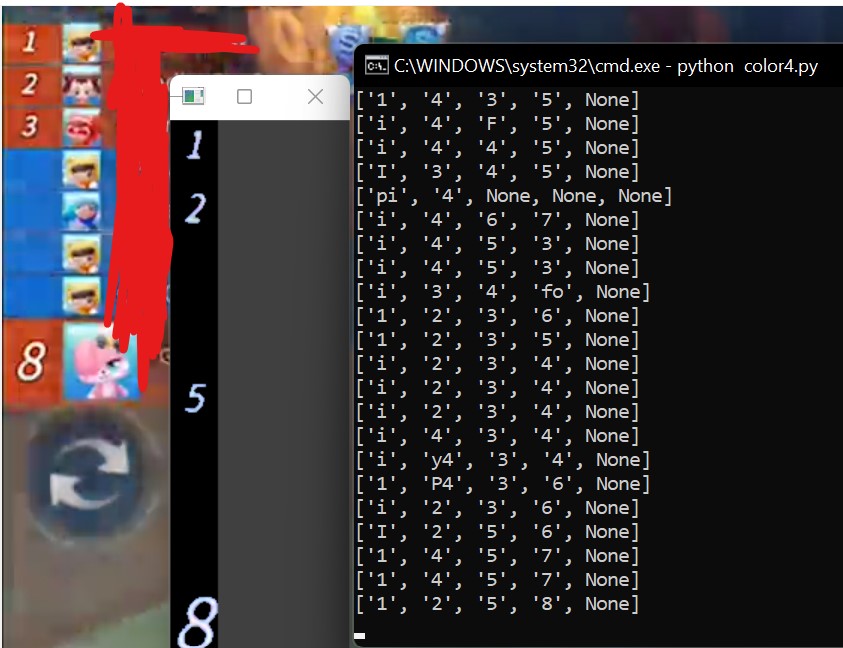 1
2
3
8
S
S
1
2
5
8
C:\WINDOWS\system32\cmd.exe - python color4.py
['1', '4', '3', '5', None]
['i', '4', 'F', '5', None]
['i', '4', '4', '5', None]
['I', '3', '4', '5', None]
['pi', '4', None, None, None]
['i', '4', '6', '7', None]
['i', '4', '5', '3', None]
['i', '4', '5', '3', None]
['i', '3', '4', 'fo', None]
['1', '2', '3', '6', None]
['1', '2', '3', '5', None]
['i', '2', '3', '4', None]
['i', '2', '3', '4', None]
['i', '2', '3', '4', None]
['i', '4', '3', '4', None]
['i', 'y4', '3', '4', None]
['1', 'P4', '3', '6', None]
['i', '2', '3', '6', None]
['I', '2', '5', '6', None]
['1', '4', '5', '7', None]
['1', '4', '5', '7', None]
['1', '2', '5', '8', None]